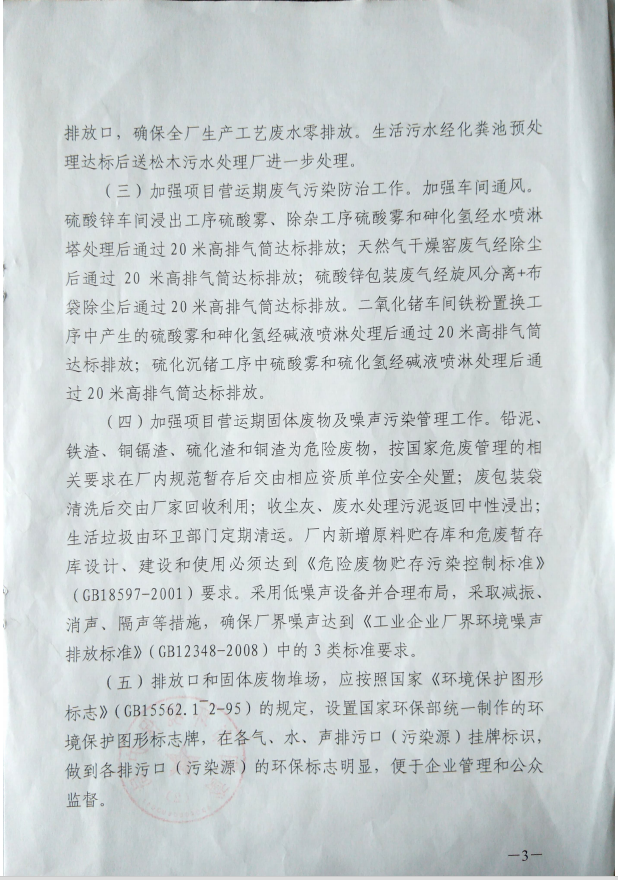 排放口，确保全厂生产工艺废水零排放。生活污水经化粪池预处
理达标后送松木污水处理厂进一步处理。
（三）加强项目营运期废气污染防治工作。加强车间通风。
硫酸锌车间浸出工序硫酸雾、除杂工序硫酸雾和砷化氢经水喷淋
塔处理后通过 20 米高排气筒达标排放；天然气干燥窑废气经除尘
后通过 20 米高排气筒达标排放；硫酸锌包装废气经旋风分离+布
袋除尘后通过 20 米高排气筒达标排放。二氧化锗车间铁粉置换工
序中产生的硫酸雾和砷化氢经碱液喷淋处理后通过 20 米高排气筒
达标排放；硫化沉锗工序中硫酸雾和硫化氢经碱液喷淋处理后通
过 20 米高排气筒达标排放。
（四）加强项目营运期固体废物及噪声污染管理工作。铅泥、
铁渣、铜镉渣、硫化渣和铜渣为危险废物，按国家危废管理的相
关要求在厂内规范暂存后交由相应资质单位安全处置；废包装袋
清洗后交由厂家回收利用；收尘灰、废水处理污泥返回中性浸出；
生活垃圾由环卫部门定期清运。厂内新增原料贮存库和危废暂存
库设计、建设和使用必须达到《危险废物贮存污染控制标准》
（GB18597-2001）要求。采用低噪声设备并合理布局，采取减振、
消声、隔声等措施，确保厂界噪声达到《工业企业厂界环境噪声
排放标准》（GB12348-2008）中的 3 类标准要求。
（五）排放口和固体废物堆场，应按照国家《环境保护图形
标志》（GB15562.1~2-95）的规定，设置国家环保部统一制作的环
境保护图形标志牌，在各气、水、声排污口（污染源）挂牌标识，
做到各排污口（污染源）的环保标志明显，便于企业管理和公众
监督。
—3—